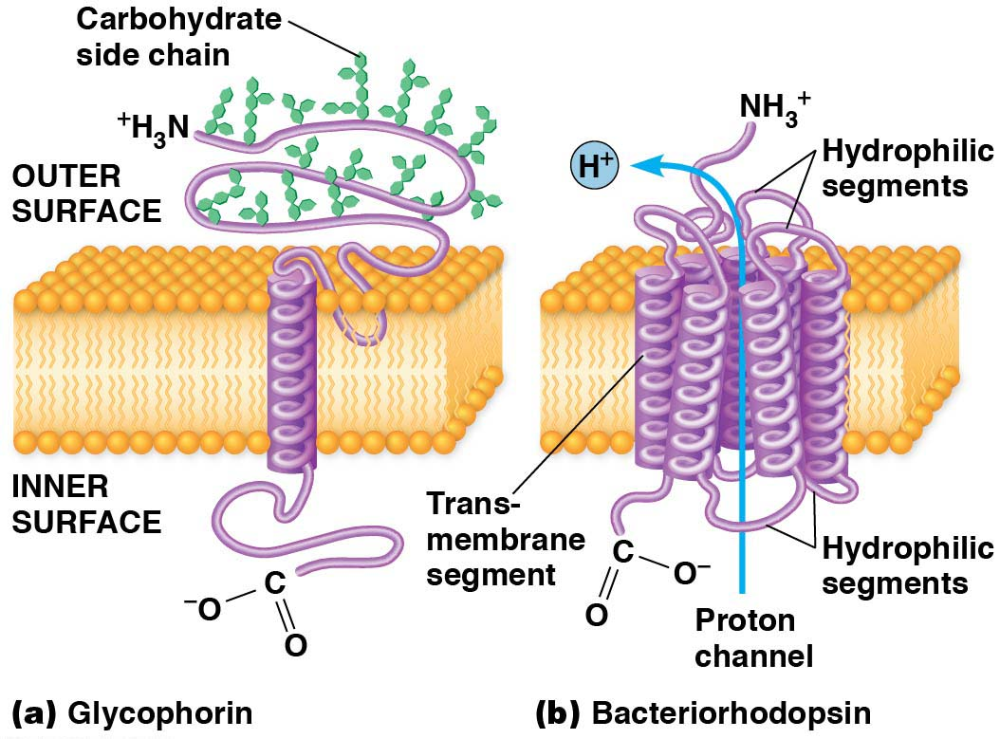 Carbohydrate
side chain
⁺H₃N
OUTER
SURFACE
INNER
SURFACE
C
⁻O
O
(a) Glycophorin
NH₃⁺
H⁺
Hydrophilic
segments
Trans-
membrane
segment
C
O⁻
O
Hydrophilic
segments
Proton
channel
(b) Bacteriorhodopsin